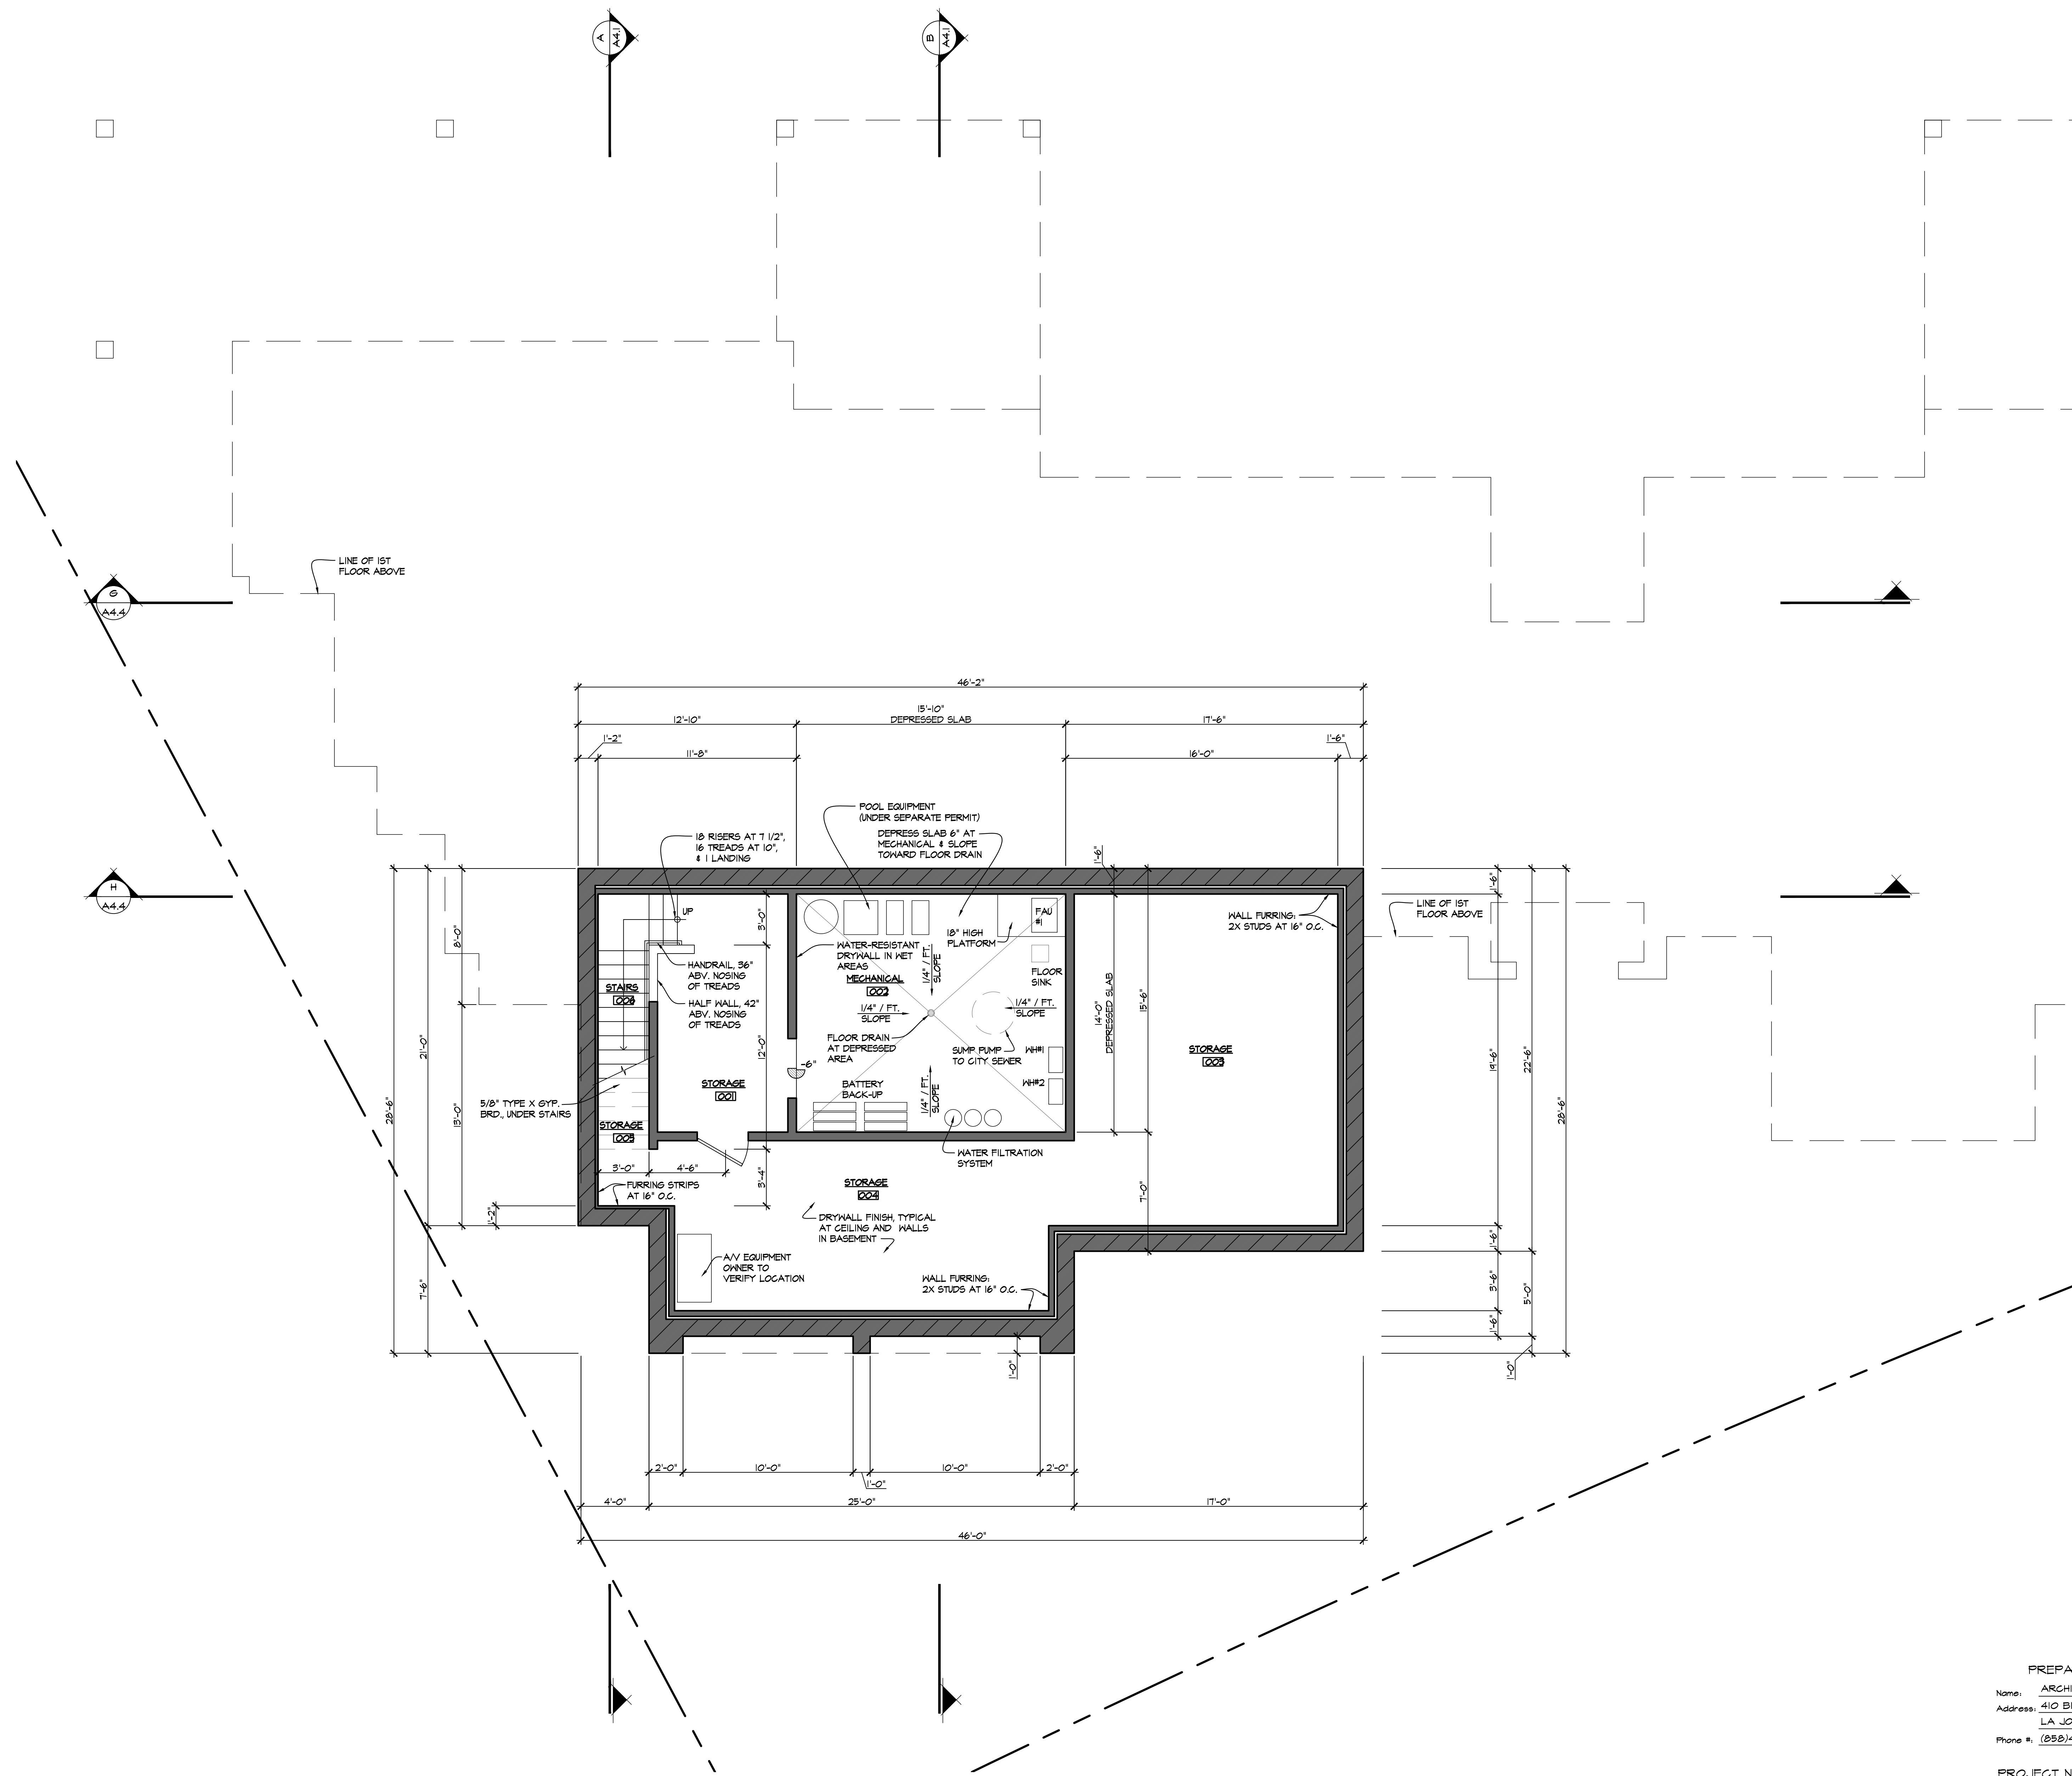 A
A4.1
B
A4.1
LINE OF 1ST
FLOOR ABOVE
G
A4.4
46'-2"
15'-10"
12'-10"
DEPRESSED SLAB
17'-6"
1'-2"
1'-6"
11'-8"
16'-0"
POOL EQUIPMENT
(UNDER SEPARATE PERMIT)
18 RISERS AT 7 1/2",
16 TREADS AT 10",
& 1 LANDING
DEPRESS SLAB 6" AT
MECHANICAL & SLOPE
TOWARD FLOOR DRAIN
1'-6"
1'-6"
H
A4.4
LINE OF 1ST
FLOOR ABOVE
UP
3'-0"
FAU
#1
WALL FURRING:
2X STUDS AT 16" O.C.
8'-0"
18" HIGH
PLATFORM
WATER-RESISTANT
DRYWALL IN WET
AREAS
1/4" / FT.
SLOPE
HANDRAIL, 36"
ABV. NOSING
OF TREADS
FLOOR
SINK
MECHANICAL
002
STAIRS
006
HALF WALL, 42"
ABV. NOSING
OF TREADS
1/4" / FT.
SLOPE
1/4" / FT.
SLOPE
14'-0"
DEPRESSED SLAB
15'-6"
FLOOR DRAIN
AT DEPRESSED
AREA
SUMP PUMP
TO CITY SEWER
WH#1
WH#2
21'-0"
12'-0"
-6"
STORAGE
003
19'-6"
22'-6"
STORAGE
001
BATTERY
BACK-UP
1/4" / FT.
SLOPE
28'-6"
13'-0"
5/8" TYPE X GYP.
BRD., UNDER STAIRS
28'-6"
STORAGE
005
WATER FILTRATION
SYSTEM
3'-0"
4'-6"
3'-4"
FURRING STRIPS
AT 16" O.C.
STORAGE
004
7'-0"
1'-2"
DRYWALL FINISH, TYPICAL
AT CEILING AND WALLS
IN BASEMENT
1'-6"
A/V EQUIPMENT
OWNER TO
VERIFY LOCATION
WALL FURRING:
2X STUDS AT 16" O.C.
7'-6"
3'-6"
5'-0"
1'-6"
1'-0"
1'-0"
2'-0"
10'-0"
10'-0"
2'-0"
1'-0"
4'-0"
25'-0"
17'-0"
46'-0"
Name:
Address: 410
LA
Phone #: